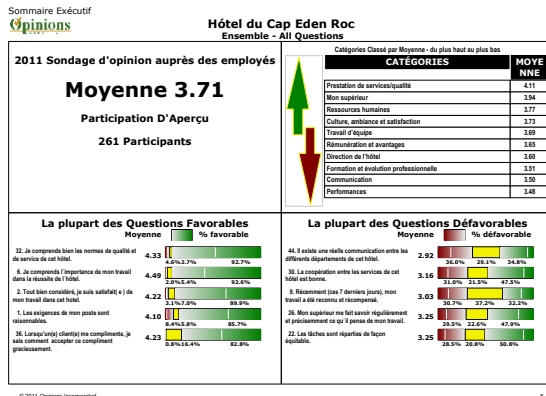 Sommaire Exécutif
Opinions
Hôtel du Cap Eden Roc
Ensemble - All Questions
2011 Sondage d'opinion auprès des employés
Moyenne 3.71
Participation D'Aperçu
261 Participants
Catégories Classé par Moyenne - du plus haut au plus bas
CATÉGORIES MOYE
NNE
Prestation de services/qualité 4.11
Mon supérieur 3.94
Ressources humaines 3.77
Culture, ambiance et satisfaction 3.73
Travail d'équipe 3.69
Rémunération et avantages 3.65
Direction de l'hôtel 3.60
Formation et évolution professionnelle 3.51
Communication 3.50
Performances 3.48
La plupart des Questions Favorables
Moyenne % favorable
32. Je comprends bien les normes de qualité et
de service de cet hôtel.
4.33
4.6% 2.7% 92.7%
6. Je comprends l'importance de mon travail
dans la réussite de l'hôtel.
4.49
2.0% 5.4% 92.6%
2. Tout bien considéré, je suis satisfait( e ) de
mon travail dans cet hotel.
4.22
3.1% 7.0% 89.9%
1. Les exigences de mon poste sont
raisonnables.
4.10
8.4% 5.8% 85.7%
36. Lorsqu'un(e) client(e) me complimente, je
sais comment accepter ce compliment
gracieusement.
4.23
0.8% 16.4% 82.8%
La plupart des Questions Défavorables
Moyenne % défavorable
44. Il existe une réelle communication entre les
différents départements de cet hôtel.
2.92
36.0% 29.1% 34.8%
30. La coopération entre les services de cet
hôtel est bonne.
3.16
31.0% 21.5% 47.5%
9. Récemment (ces 7 derniers jours), mon
travail a été reconnu et récompensé.
3.03
30.7% 37.2% 32.2%
26. Mon supérieur me fait savoir régulièrement
et précisement ce qu'il pense de mon travail.
3.25
29.5% 22.6% 47.9%
22. Les tâches sont réparties de façon
équitable.
3.25
28.5% 20.8% 50.8%